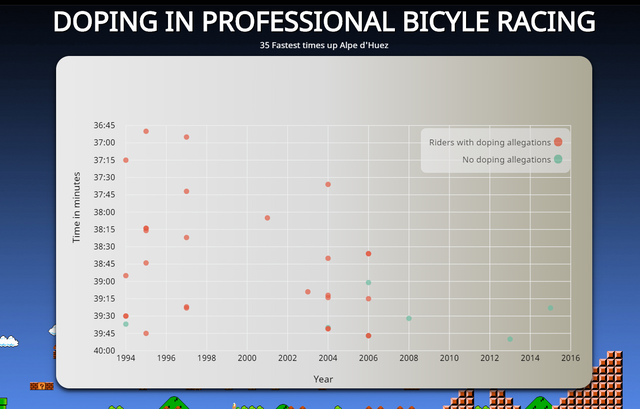 DOPING IN PROFESSIONAL BICYLE RACING
35 Fastest times up Alpe d'Huez
Riders with doping allegations
No doping allegations
Time in minutes
36:45
37:00
37:15
37:30
37:45
38:00
38:15
38:30
38:45
39:00
39:15
39:30
39:45
40:00
1994 1996 1998 2000 2002 2004 2006 2008 2010 2012 2014 2016
Year